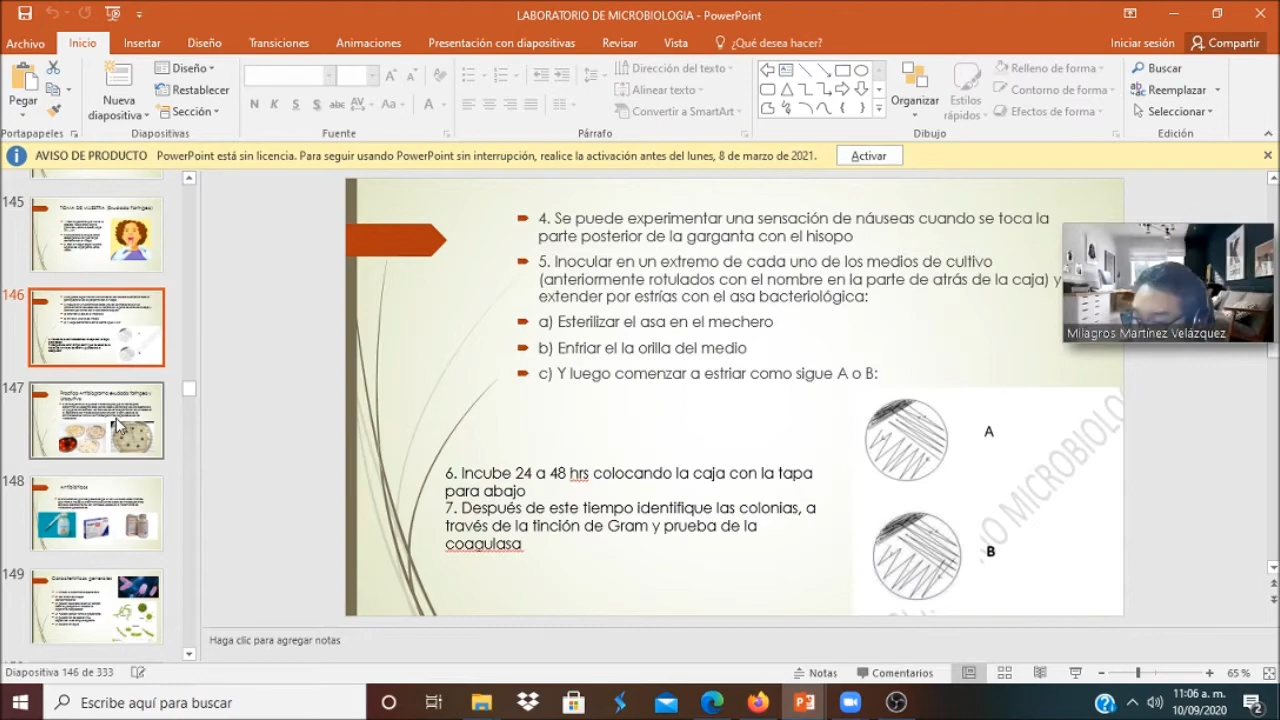 LABORATORIO DE MICROBIOLOGIA - PowerPoint
Archivo
Inicio
Insertar
Diseño
Transiciones
Animaciones
Presentación con diapositivas
Revisar
Vista
¿Qué desea hacer?
Iniciar sesión
Compartir
Pegar
Nueva diapositiva
Diseño
Restablecer
Sección
Dirección del texto
Alinear texto
Convertir a SmartArt
Organizar
Estilos rápidos
Relleno de forma
Contorno de forma
Efectos de forma
Buscar
Reemplazar
Seleccionar
Portapapeles
Diapositivas
Fuente
Párrafo
Dibujo
Edición
AVISO DE PRODUCTO PowerPoint está sin licencia. Para seguir usando PowerPoint sin interrupción, realice la activación antes del lunes, 8 de marzo de 2021.
Activar
145
146
147
148
149
4. Se puede experimentar una sensación de náuseas cuando se toca la
parte posterior de la garganta con el hisopo
5. Inocular en un extremo de cada uno de los medios de cultivo
(anteriormente rotulados con el nombre en la parte de atrás de la caja) y
extender por estrías con el asa bacteriológica:
a) Esterilizar el asa en el mechero
b) Enfriar el la orilla del medio
c) Y luego comenzar a estriar como sigue A o B:
A
B
6. Incube 24 a 48 hrs colocando la caja con la tapa
para abajo
7. Después de este tiempo identifique las colonias, a
través de la tinción de Gram y prueba de la
coagulasa
O MICROBIOLO
Milagros Martínez Velázquez
Haga clic para agregar notas
Diapositiva 146 de 333
Notas
Comentarios
65 %
Escribe aquí para buscar
11:06 a. m.
10/09/2020
2